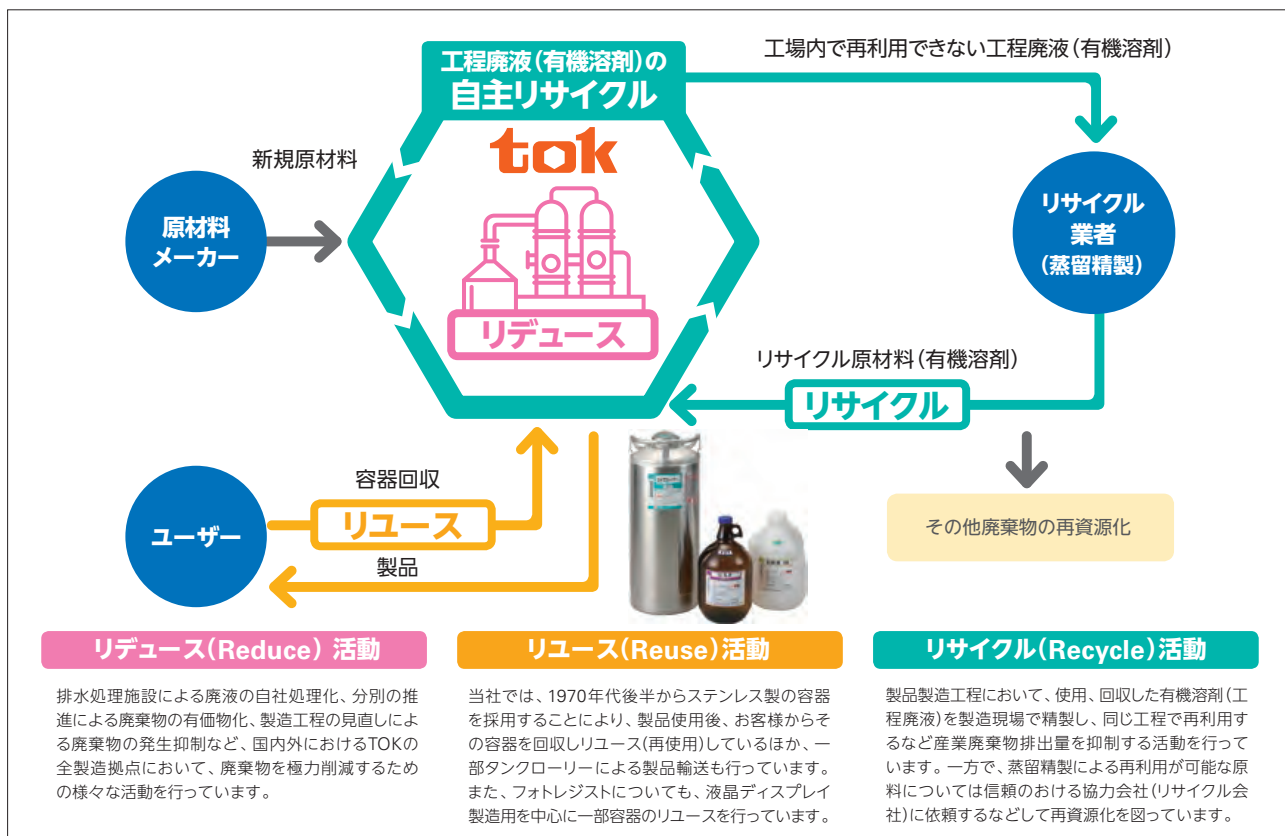 工程廃液(有機溶剤)の
自主リサイクル
工場内で再利用できない工程廃液(有機溶剤)
tok
新規原材料
原材料
メーカー
リサイクル
業者
(蒸留精製)
リデュース
リサイクル原材料(有機溶剤)
リサイクル
容器回収
リユース
ユーザー
製品
その他廃棄物の再資源化
リデュース(Reduce) 活動
排水処理施設による廃液の自社処理化、分別の推
進による廃棄物の有価物化、製造工程の見直しによ
る廃棄物の発生抑制など、国内外におけるTOKの
全製造拠点において、廃棄物を極力削減するため
の様々な活動を行っています。
リユース(Reuse)活動
当社では、1970年代後半からステンレス製の容器
を採用することにより、製品使用後、お客様からそ
の容器を回収しリユース(再使用)しているほか、一
部タンクローリーによる製品輸送も行っています。
また、フォトレジストについても、液晶ディスプレイ
製造用を中心に一部容器のリユースを行っています。
リサイクル(Recycle)活動
製品製造工程において、使用、回収した有機溶剤(工
程廃液)を製造現場で精製し、同じ工程で再利用す
るなど産業廃棄物排出量を抑制する活動を行って
います。一方で、蒸留精製による再利用が可能な原
料については信頼のおける協力会社(リサイクル会
社)に依頼するなどして再資源化を図っています。